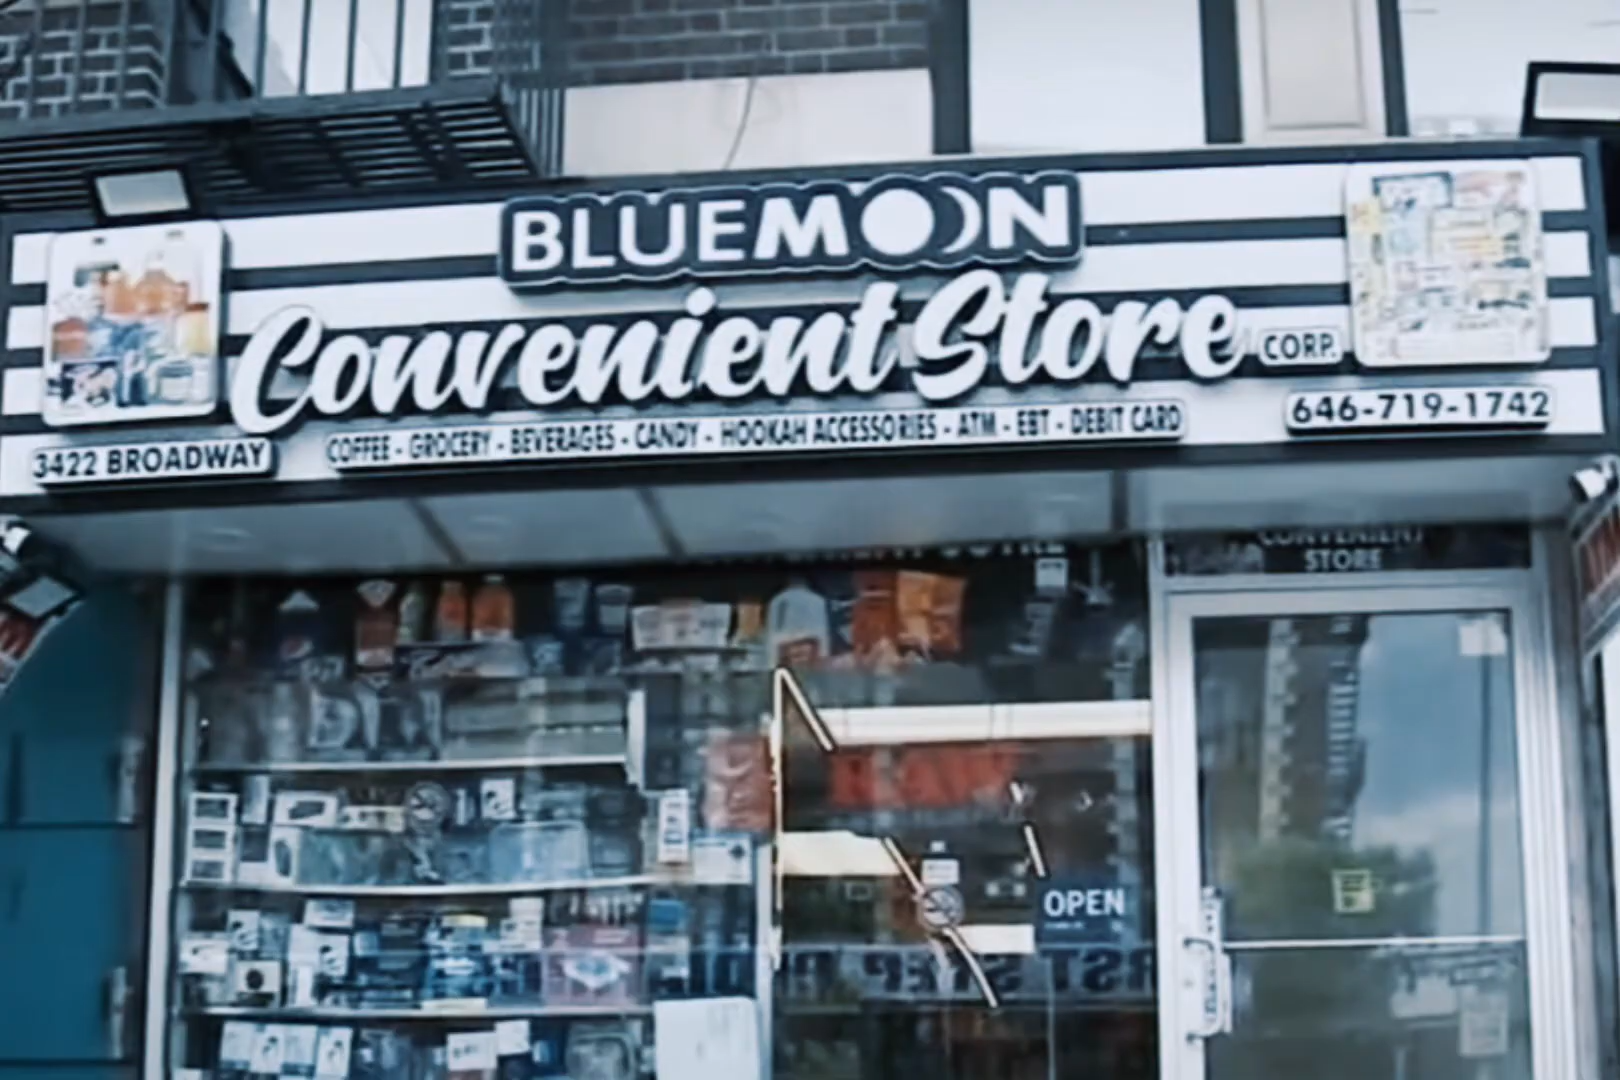 BLUEMOON
Convenient Store CORP.
646-719-1742
3422 BROADWAY
COFFEE - GROCERY - BEVERAGES - CANDY - HOOKAH ACCESSORIES - ATM - EBT - DEBIT CARD
CONVENIENT
STORE
OPEN